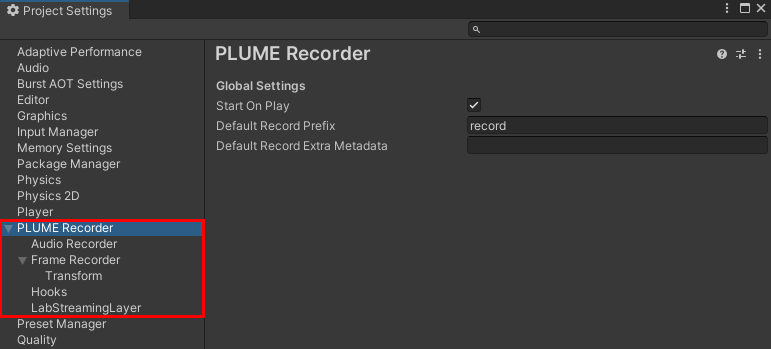 Project Settings
Adaptive Performance
Audio
Burst AOT Settings
Editor
Graphics
Input Manager
Memory Settings
Package Manager
Physics
Physics 2D
Player
PLUME Recorder
Audio Recorder
Frame Recorder
Transform
Hooks
LabStreamingLayer
Preset Manager
Quality
PLUME Recorder
Global Settings
Start On Play
Default Record Prefix record
Default Record Extra Metadata